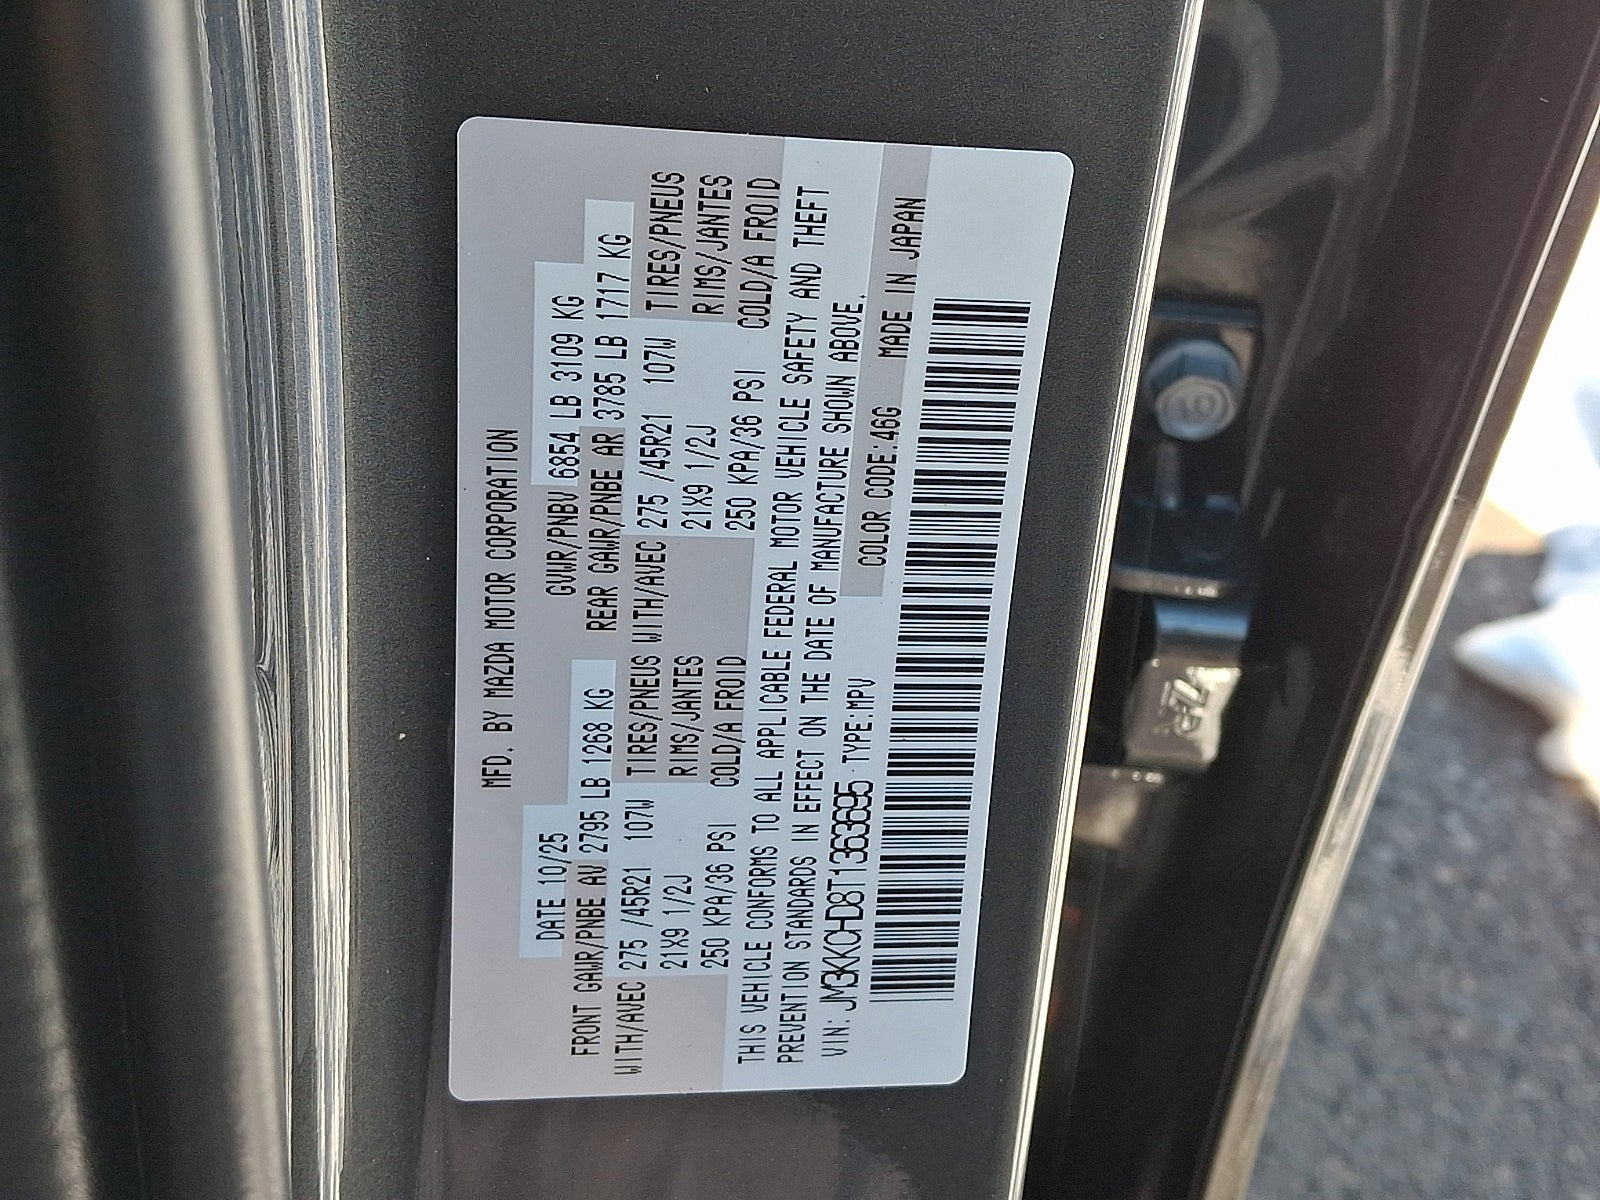 MFD. BY MAZDA MOTOR CORPORATION
DATE 10/25 GVWR/PNBV 6854 LB 3109 KG
FRONT GAWR/PNBE AV 2795 LB 1268 KG REAR GAWR/PNBE AR 3785 LB 1717 KG
WITH/AVEC 275 /45R21 107W TIRES/PNEUS WITH/AVEC 275 /45R21 107W TIRES/PNEUS
21X9 1/2J RIMS/JANTES 21X9 1/2J RIMS/JANTES
250 KPA/36 PSI COLD/A FROID 250 KPA/36 PSI COLD/A FROID
THIS VEHICLE CONFORMS TO ALL APPLICABLE FEDERAL MOTOR VEHICLE SAFETY AND THEFT
PREVENTION STANDARDS IN EFFECT ON THE DATE OF MANUFACTURE SHOWN ABOVE.
VIN: JM3KKCHD8T1363695 TYPE:MPV COLOR CODE:46G MADE IN JAPAN